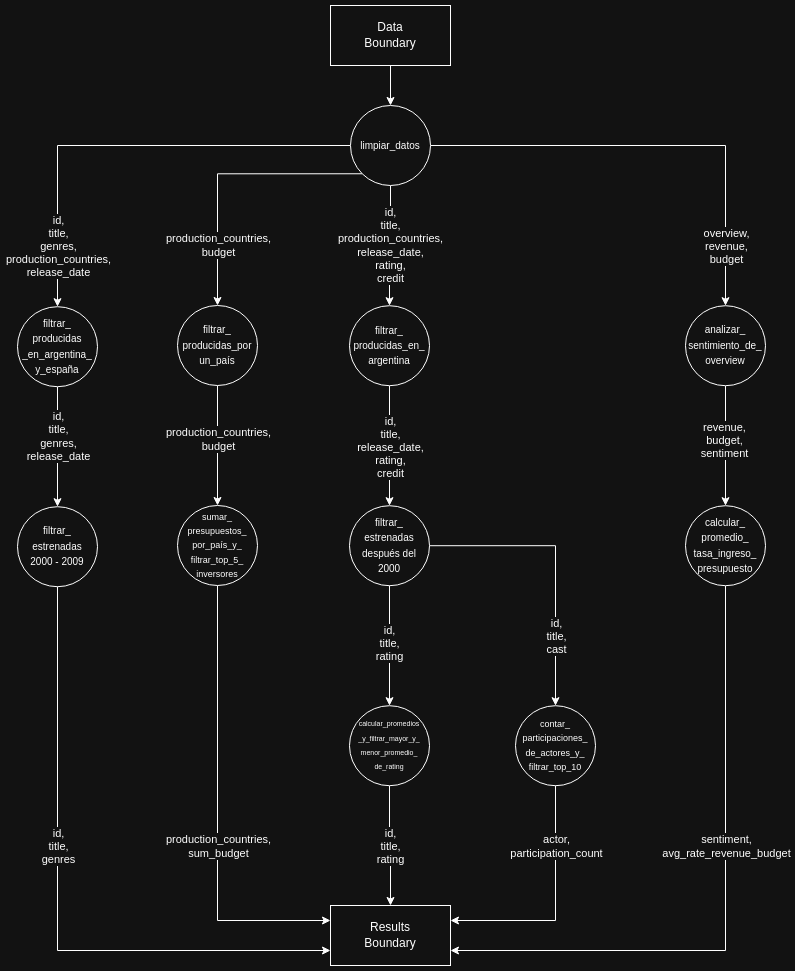 Data
Boundary
limpiar_datos
id,
title,
genres,
production_countries,
release_date
production_countries,
budget
id,
title,
production_countries,
release_date,
rating,
credit
overview,
revenue,
budget
filtrar_
producidas
_en_argentina_
y_españa
filtrar_
producidas_por
un_país
filtrar_
producidas_en_
argentina
analizar_
sentimiento_de_
overview
id,
title,
genres,
release_date
production_countries,
budget
id,
title,
release_date,
rating,
credit
revenue,
budget,
sentiment
filtrar_
estrenadas
2000 - 2009
sumar_
presupuestos_
por_país_y_
filtrar_top_5_
inversores
filtrar_
estrenadas
después del
2000
calcular_
promedio_
tasa_ingreso_
presupuesto
id,
title,
rating
id,
title,
cast
calcular_promedios
_y_filtrar_mayor_y_
menor_promedio_
de_rating
contar_
participaciones_
de_actores_y_
filtrar_top_10
id,
title,
genres
production_countries,
sum_budget
id,
title,
rating
actor,
participation_count
sentiment,
avg_rate_revenue_budget
Results
Boundary